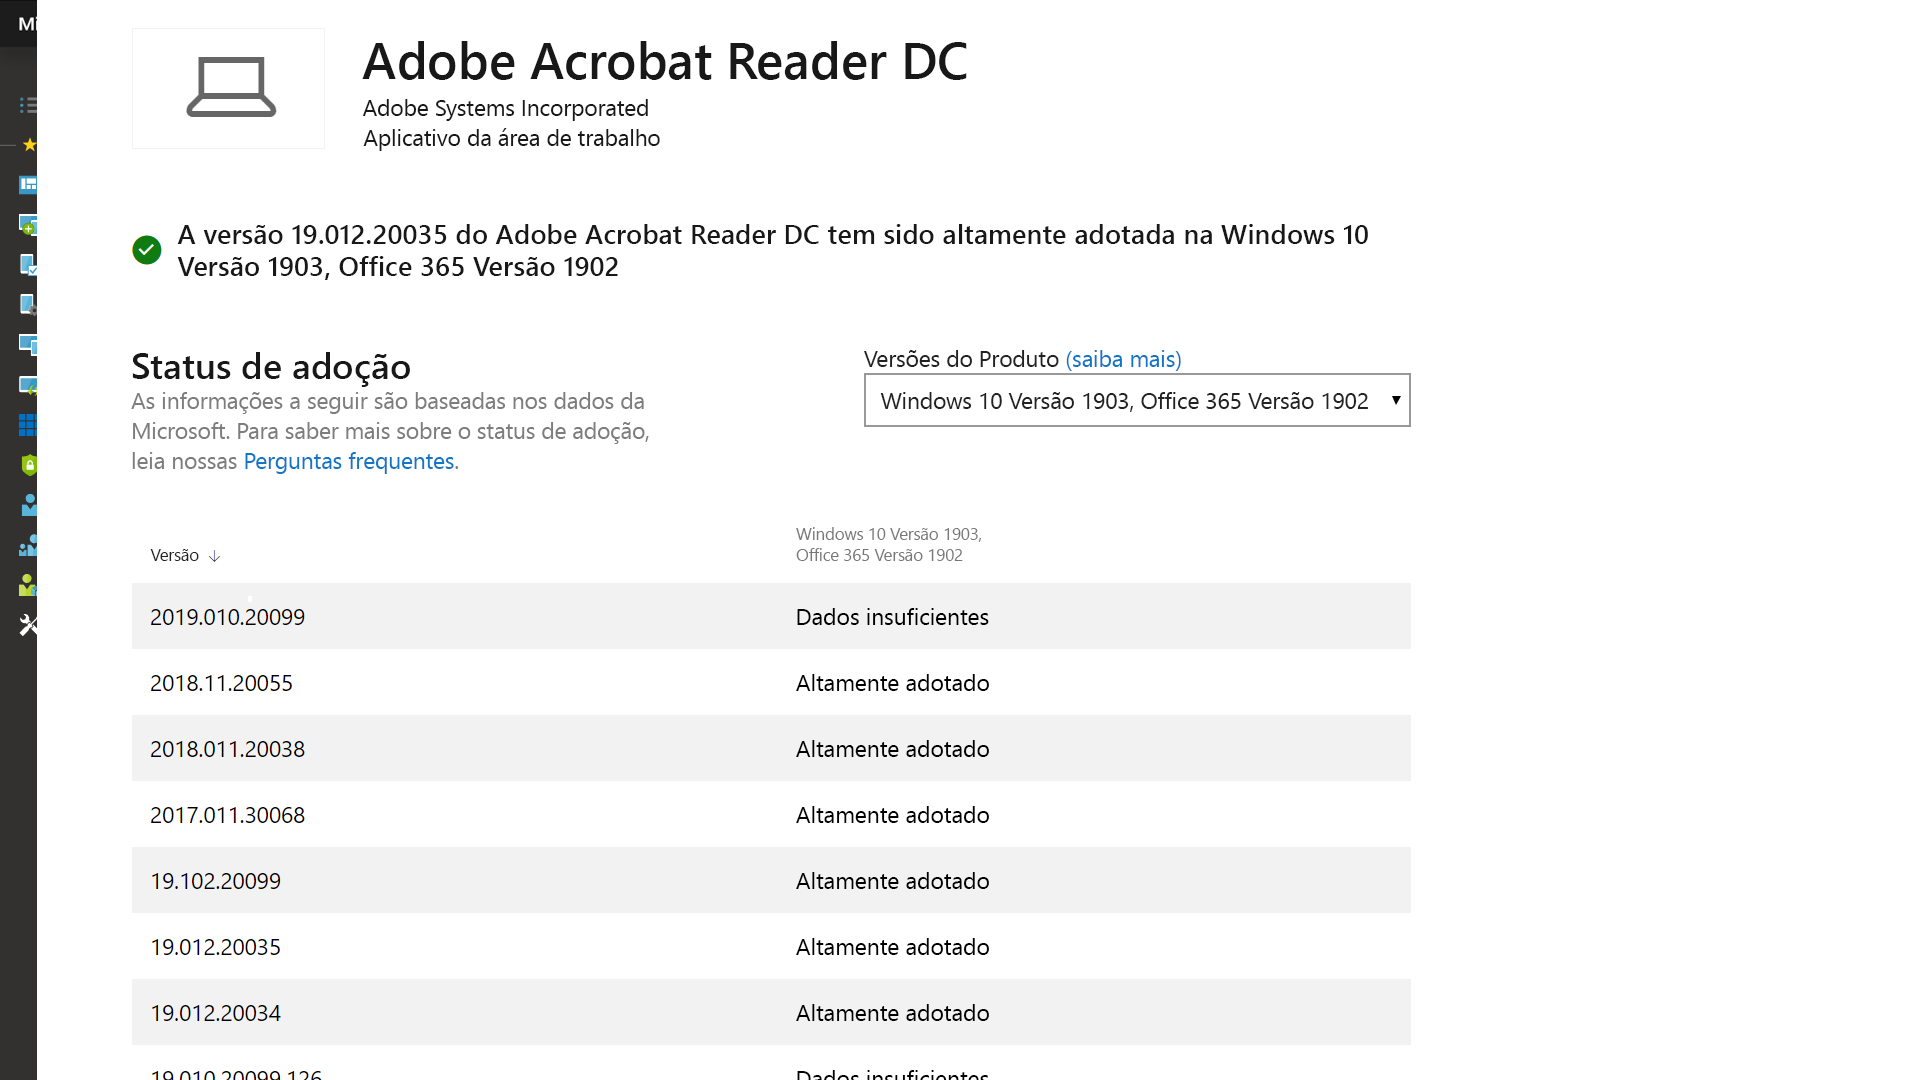 Mi
Adobe Acrobat Reader DC
Adobe Systems Incorporated
Aplicativo da área de trabalho
A versão 19.012.20035 do Adobe Acrobat Reader DC tem sido altamente adotada na Windows 10
Versão 1903, Office 365 Versão 1902
Status de adoção
As informações a seguir são baseadas nos dados da
Microsoft. Para saber mais sobre o status de adoção,
leia nossas Perguntas frequentes.
Versões do Produto (saiba mais)
Windows 10 Versão 1903, Office 365 Versão 1902
Versão ↓
Windows 10 Versão 1903,
Office 365 Versão 1902
2019.010.20099 Dados insuficientes
2018.11.20055 Altamente adotado
2018.011.20038 Altamente adotado
2017.011.30068 Altamente adotado
19.102.20099 Altamente adotado
19.012.20035 Altamente adotado
19.012.20034 Altamente adotado
19.010.20099.126 Dados insuficientes